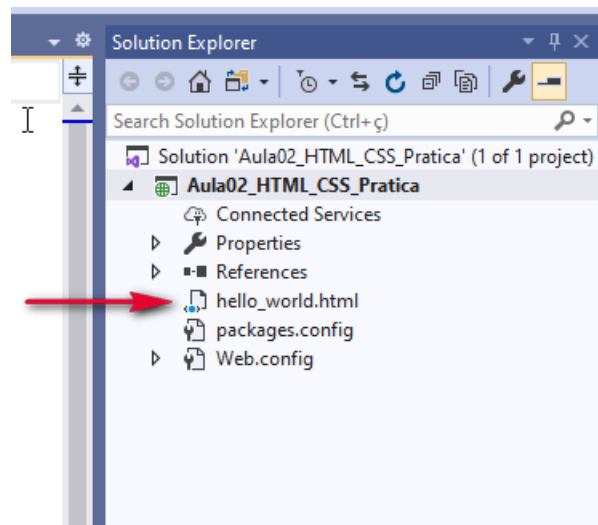 Solution Explorer
Search Solution Explorer (Ctrl+ç)
Solution 'Aula02_HTML_CSS_Pratica' (1 of 1 project)
Aula02_HTML_CSS_Pratica
Connected Services
Properties
References
hello_world.html
packages.config
Web.config